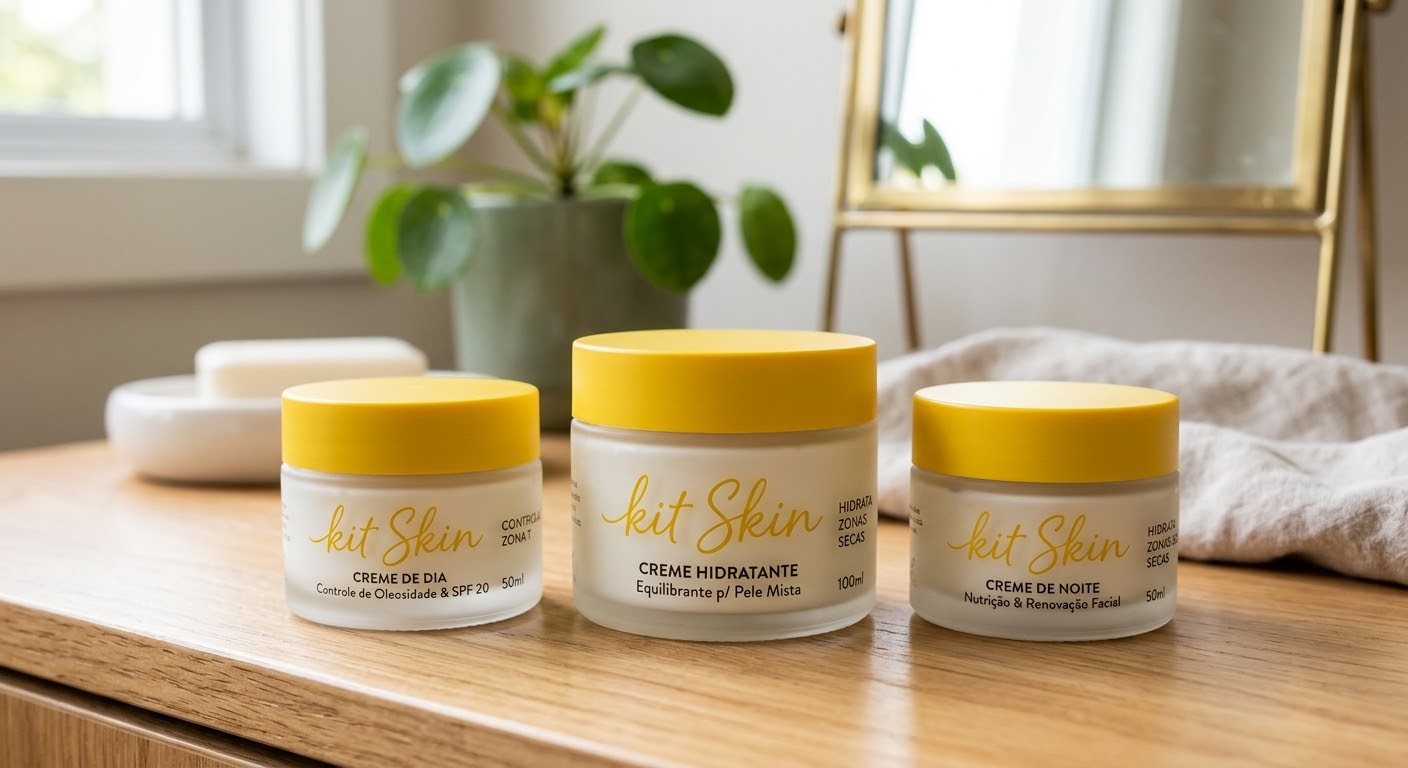 kit Skin
CREME DE DIA
Controle de Oleosidade & SPF 20
ZONA T
50ml
kit Skin
CREME HIDRATANTE
Equilibrante p/ Pele Mista
HIDRATA
ZONAS
SECAS
100ml
kit Skin
CREME DE NOITE
Nutrição & Renovação Facial
HIDRATA
SECAS
50ml